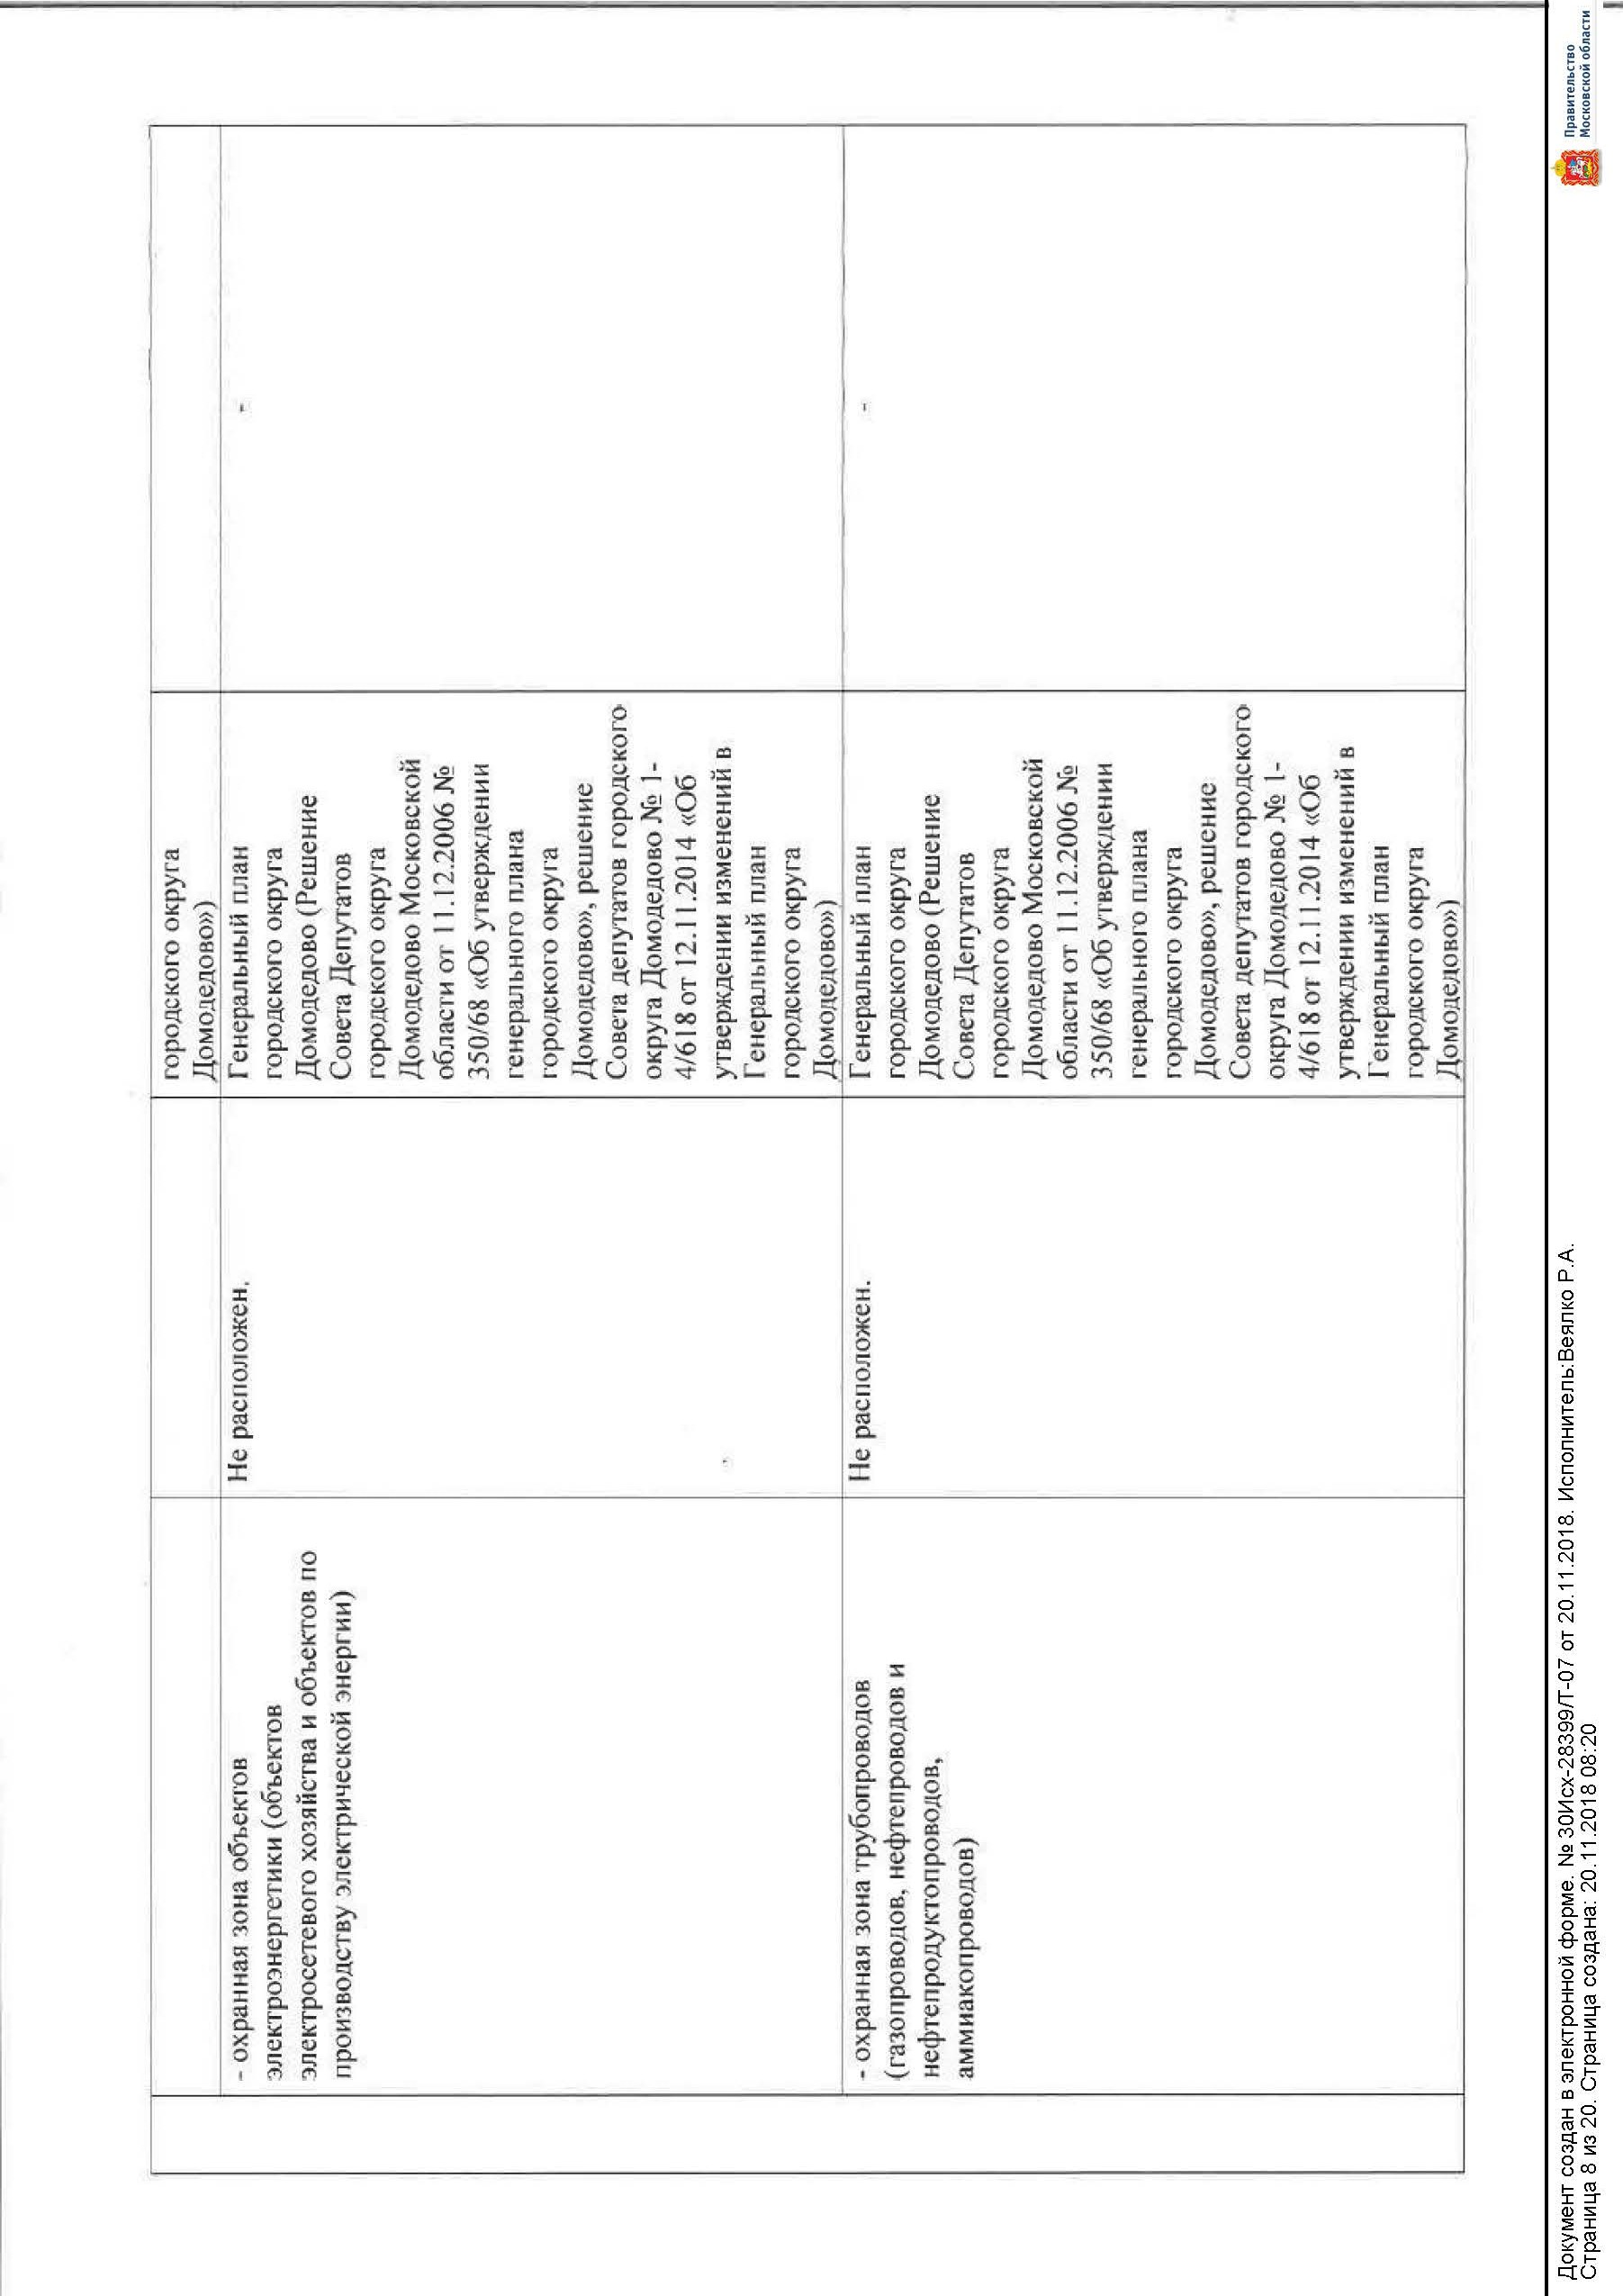 городского округа
Домодедово»)
- охранная зона объектов
электроэнергетики (объектов
электросетевого хозяйства и объектов по
производству электрической энергии)
Не расположен.
Генеральный план
городского округа
Домодедово (Решение
Совета Депутатов
городского округа
Домодедово Московской
области от 11.12.2006 №
350/68 «Об утверждении
генерального плана
городского округа
Домодедово», решение
Совета депутатов городского
округа Домодедово № 1-
4/618 от 12.11.2014 «Об
утверждении изменений в
Генеральный план
городского округа
Домодедово»)
-
- охранная зона трубопроводов
(газопроводов, нефтепроводов и
нефтепродуктопроводов,
аммиакопроводов)
Не расположен.
Генеральный план
городского округа
Домодедово (Решение
Совета Депутатов
городского округа
Домодедово Московской
области от 11.12.2006 №
350/68 «Об утверждении
генерального плана
городского округа
Домодедово», решение
Совета депутатов городского
округа Домодедово № 1-
4/618 от 12.11.2014 «Об
утверждении изменений в
Генеральный план
городского округа
Домодедово»)
-
Документ создан в электронной форме. № 30Исх-28399/Т-07 от 20.11.2018. Исполнитель:Веялко Р.А.
Страница 8 из 20. Страница создана: 20.11.2018 08:20
Правительство
Московской области